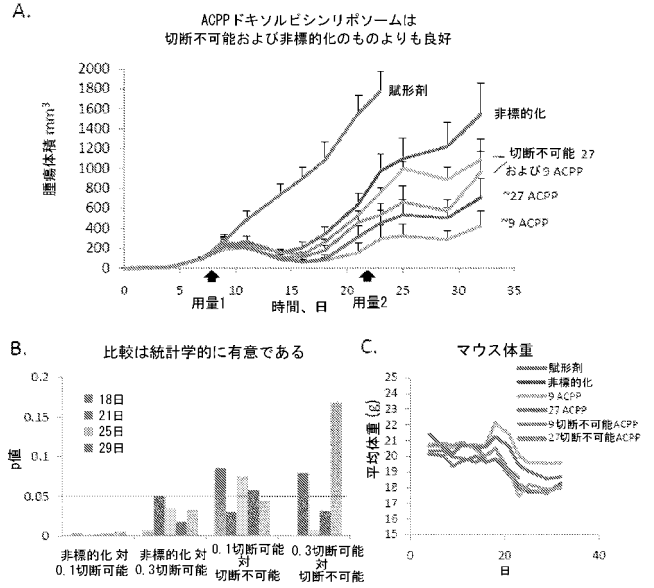 A.
ACPPドキソルビシンリポソームは
切断不可能および非標的化のものよりも良好
腫瘍体積 mm³
2000
1800
1600
1400
1200
1000
800
600
400
200
0
賦形剤
非標的化
切断不可能 27
および9 ACPP
~27 ACPP
~9 ACPP
0
5
10
15
20
25
30
35
用量1
時間、日
用量2
B.
比較は統計学的に有意である
p値
0.2
0.15
0.1
0.05
0
18日
21日
25日
29日
非標的化 対
0.1切断可能
非標的化 対
0.3切断可能
0.1切断可能
対
切断不可能
0.3切断可能
対
切断不可能
C.
マウス体重
平均体重 (g)
25
24
23
22
21
20
19
18
17
16
15
賦形剤
非標的化
9 ACPP
27 ACPP
9切断不可能ACPP
27切断不可能ACPP
0
20
40
日